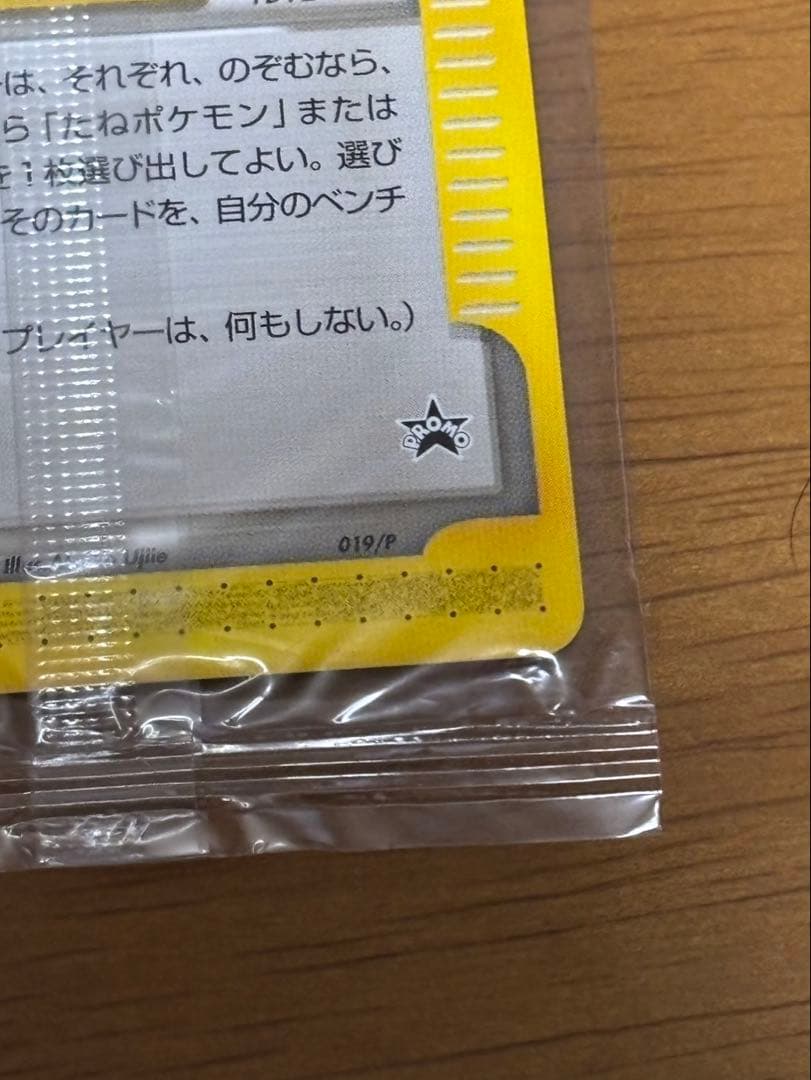 は、それぞれ、のぞむなら、
ら「たねポケモン」または
を1枚選び出してよい。選び
そのカードを、自分のベンチ
プレイヤーは、何もしない。)
PROMO
Illus. Ujiie
019/P